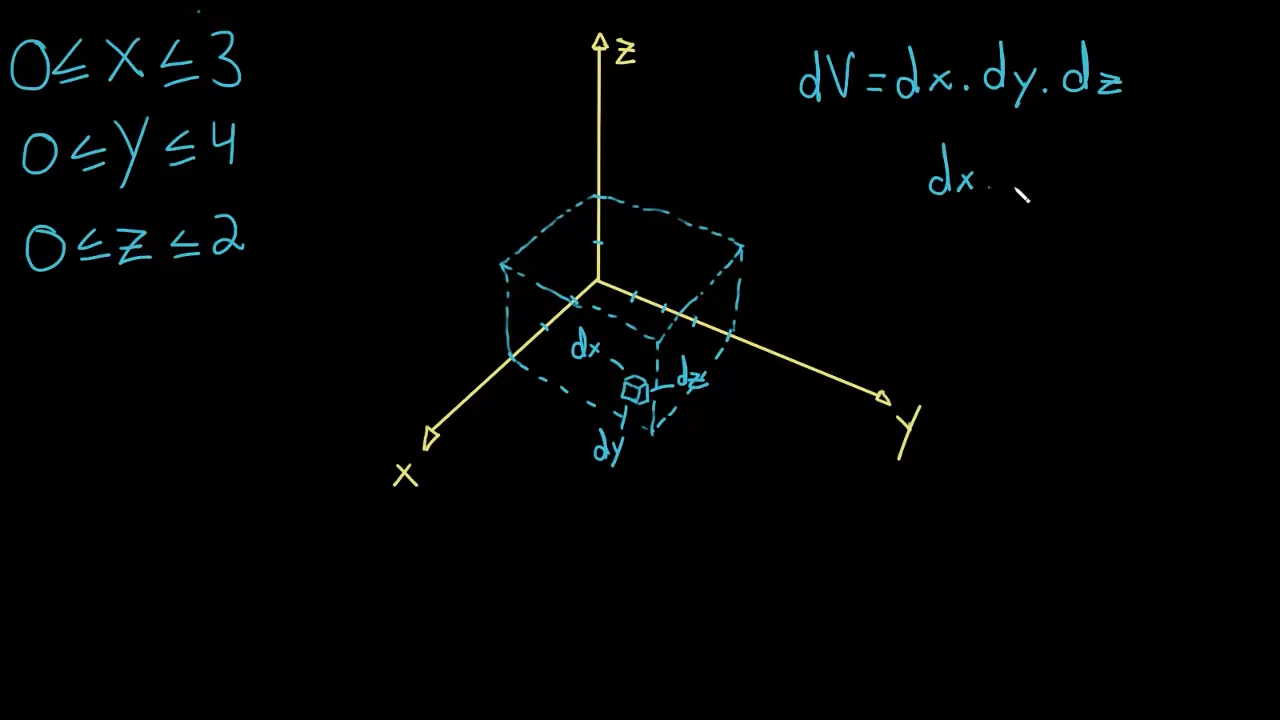 0 ≤ x ≤ 3
0 ≤ y ≤ 4
0 ≤ z ≤ 2
z
dV = dx . dy . dz
dx .
dx
dz
dy
x
y